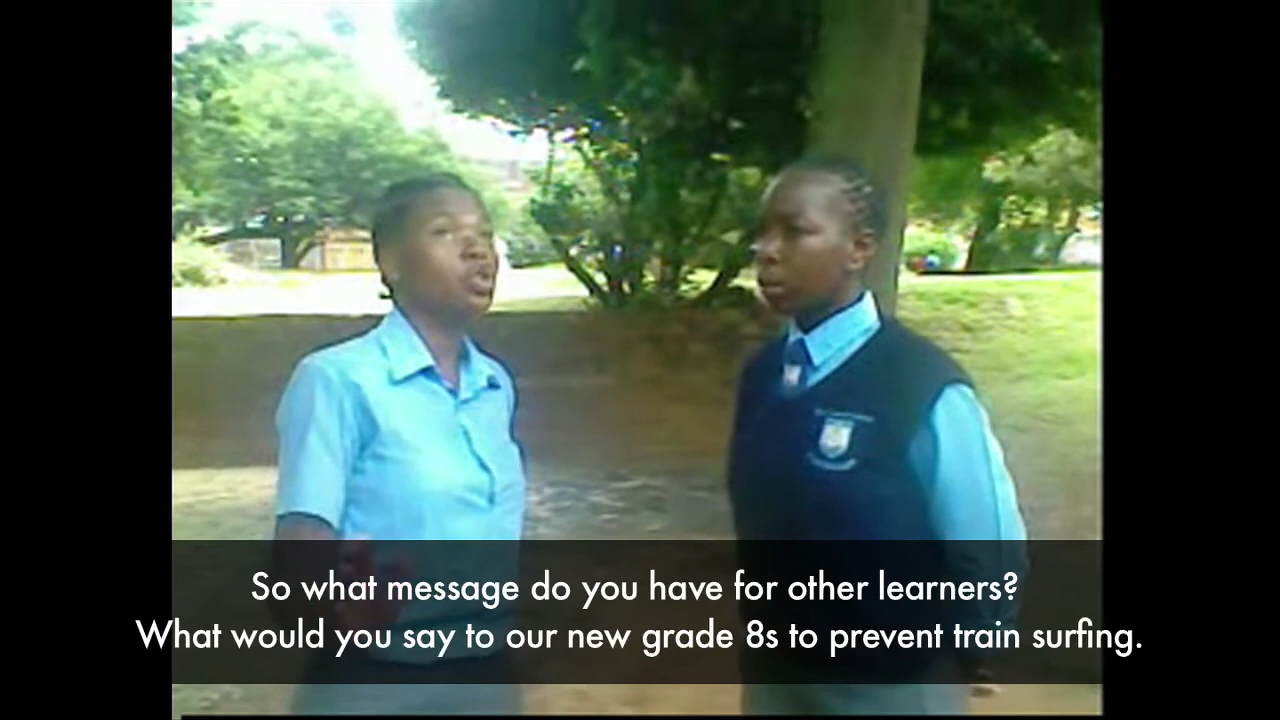 So what message do you have for other learners?
What would you say to our new grade 8s to prevent train surfing.